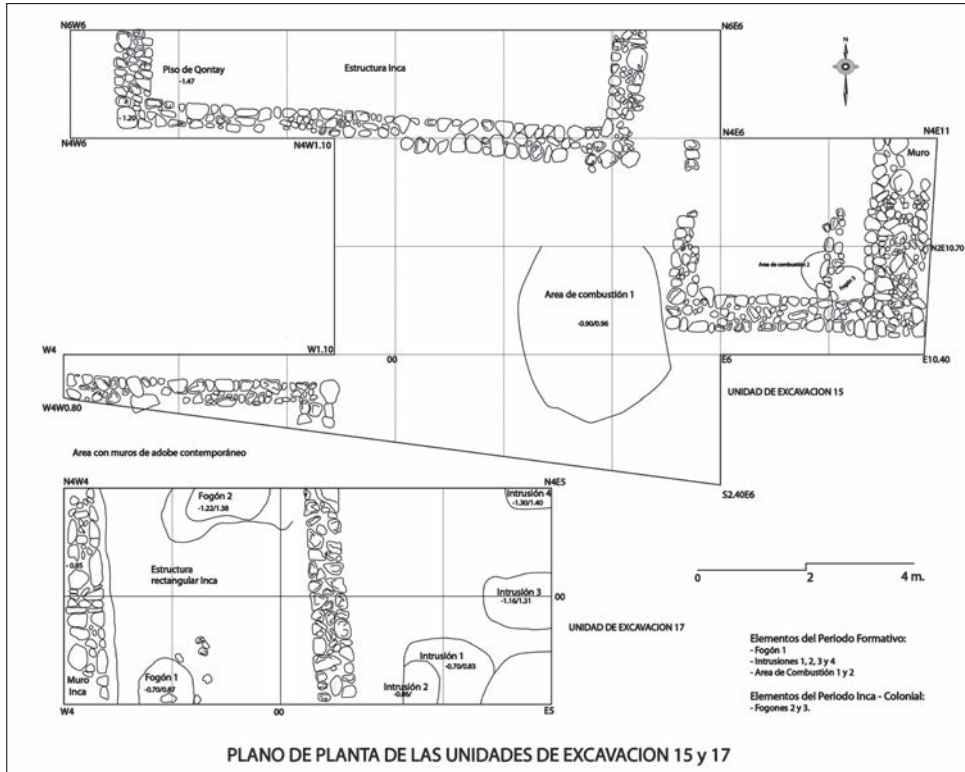 N6W6
N6E6
N
Piso de Qontay
-1.47
Estructura Inca
-1.20
N4W6
N4W1.10
N4E6
N4E11
Muro
N2E10.70
Area de combustión 2
Fogón 3
Area de combustión 1
-0.90/0.96
W4
W1.10
00
E6
E10.40
UNIDAD DE EXCAVACION 15
W4W0.80
Area con muros de adobe contemporáneo
S2.40E6
N4W4
N4E5
Fogón 2
-1.22/1.38
Intrusión 4
-1.30/1.40
Estructura
rectangular Inca
Intrusión 3
-1.16/1.31
00
0 2 4 m.
UNIDAD DE EXCAVACION 17
Muro
Inca
Fogón 1
-0.70/0.87
Intrusión 1
-0.70/0.83
Intrusión 2
-0.86/
W4
00
E5
Elementos del Periodo Formativo:
- Fogón 1
- Intrusiones 1, 2, 3 y 4
- Area de Combustión 1 y 2
Elementos del Periodo Inca - Colonial:
- Fogones 2 y 3.
PLANO DE PLANTA DE LAS UNIDADES DE EXCAVACION 15 y 17